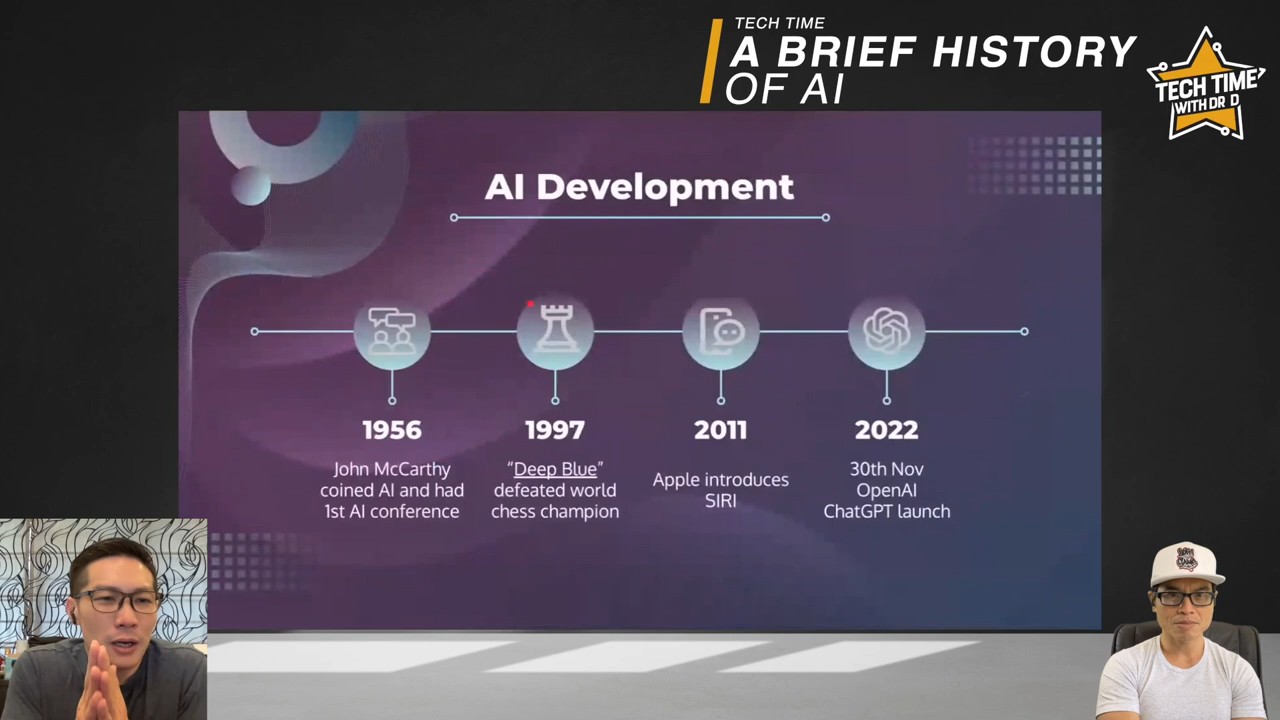 TECH TIME
A BRIEF HISTORY
OF AI
TECH TIME
WITH DR D
AI Development
1956
John McCarthy
coined AI and had
1st AI conference
1997
“Deep Blue”
defeated world
chess champion
2011
Apple introduces
SIRI
2022
30th Nov
OpenAI
ChatGPT launch